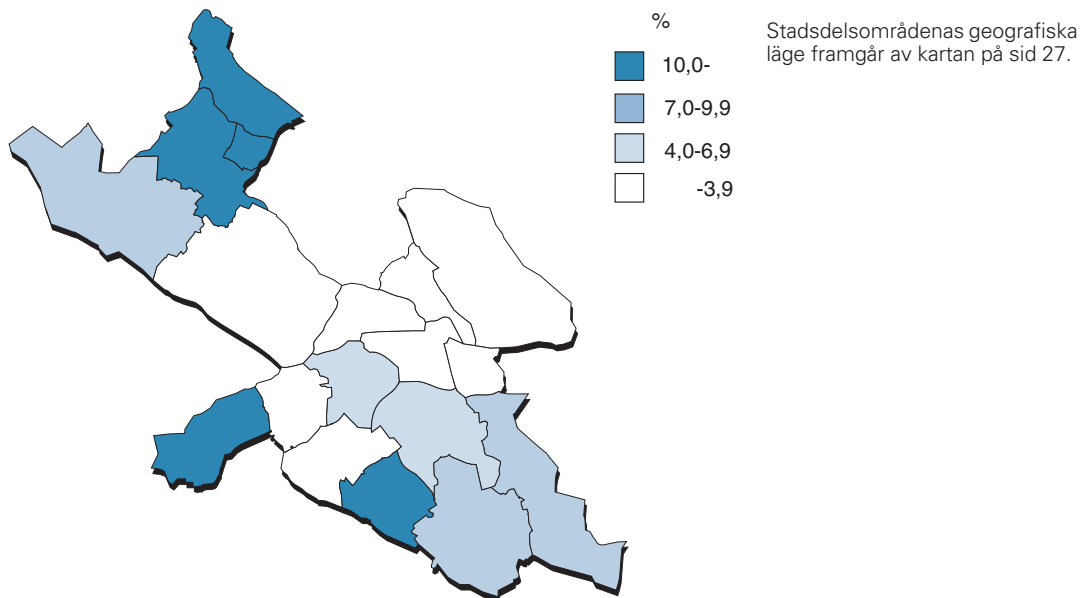 %
10,0-
7,0-9,9
4,0-6,9
-3,9
Stadsdelsområdenas geografiska
läge framgår av kartan på sid 27.